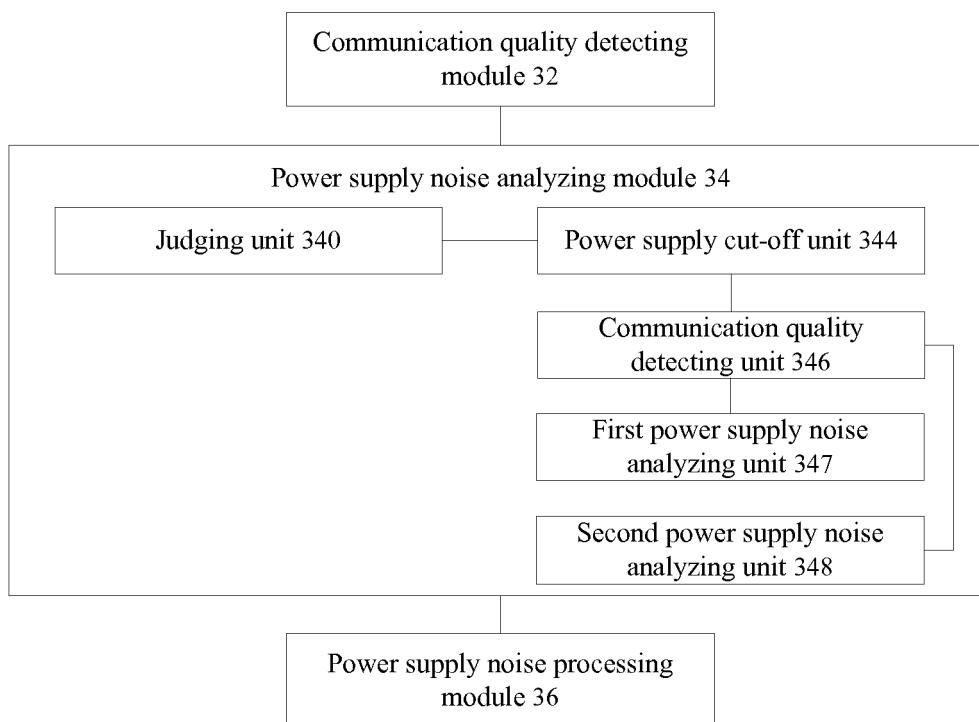 Communication quality detecting
module 32
Power supply noise analyzing module 34
Judging unit 340
Power supply cut-off unit 344
Communication quality
detecting unit 346
First power supply noise
analyzing unit 347
Second power supply noise
analyzing unit 348
Power supply noise processing
module 36